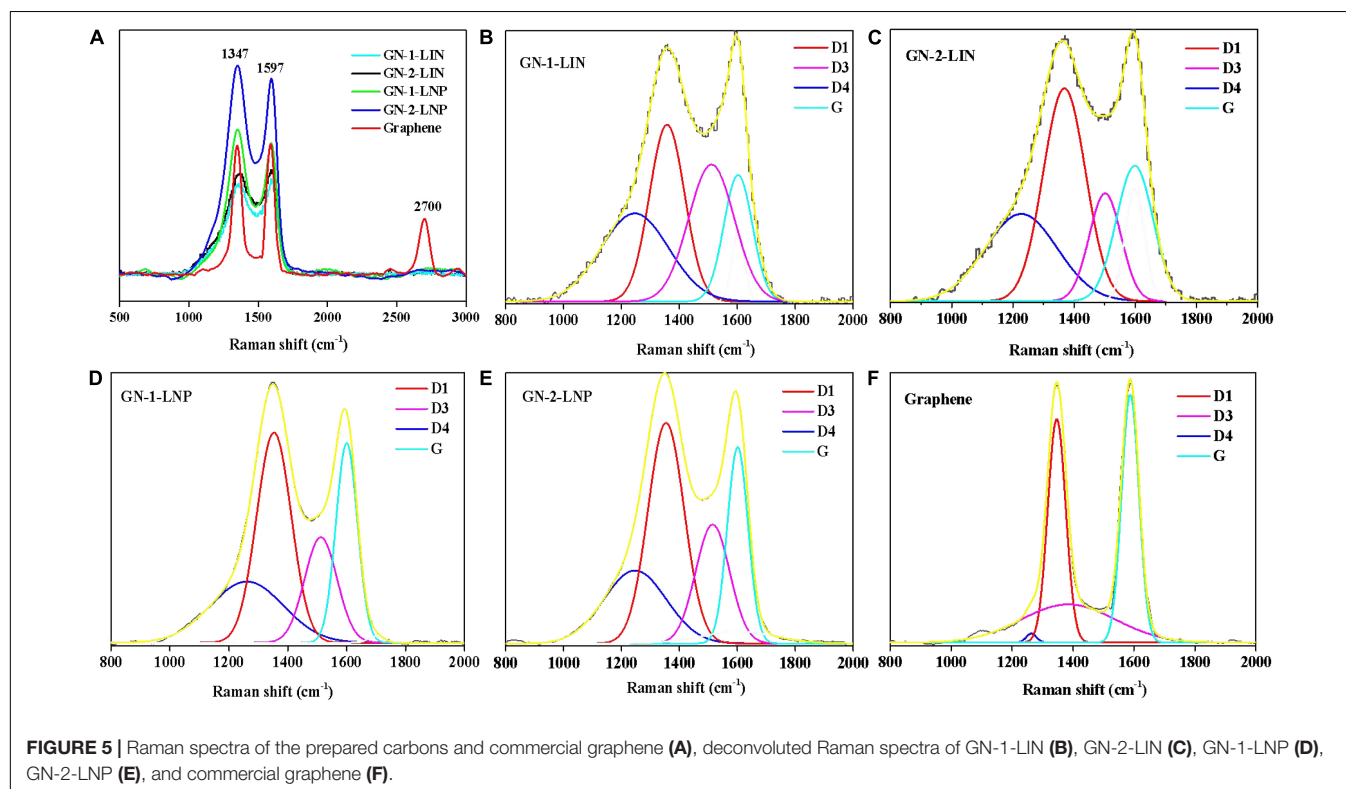 A
1347
1597
2700
GN-1-LIN
GN-2-LIN
GN-1-LNP
GN-2-LNP
Graphene
500 1000 1500 2000 2500 3000
Raman shift (cm-1)
B
GN-1-LIN
D1
D3
D4
G
800 1000 1200 1400 1600 1800 2000
Raman shift (cm-1)
C
GN-2-LIN
D1
D3
D4
G
800 1000 1200 1400 1600 1800 2000
Raman shift (cm-1)
D
GN-1-LNP
D1
D3
D4
G
800 1000 1200 1400 1600 1800 2000
Raman shift (cm-1)
E
GN-2-LNP
D1
D3
D4
G
800 1000 1200 1400 1600 1800 2000
Raman shift (cm-1)
F
Graphene
D1
D3
D4
G
800 1000 1200 1400 1600 1800 2000
Raman shift (cm-1)
FIGURE 5 | Raman spectra of the prepared carbons and commercial graphene (A), deconvoluted Raman spectra of GN-1-LIN (B), GN-2-LIN (C), GN-1-LNP (D),
GN-2-LNP (E), and commercial graphene (F).